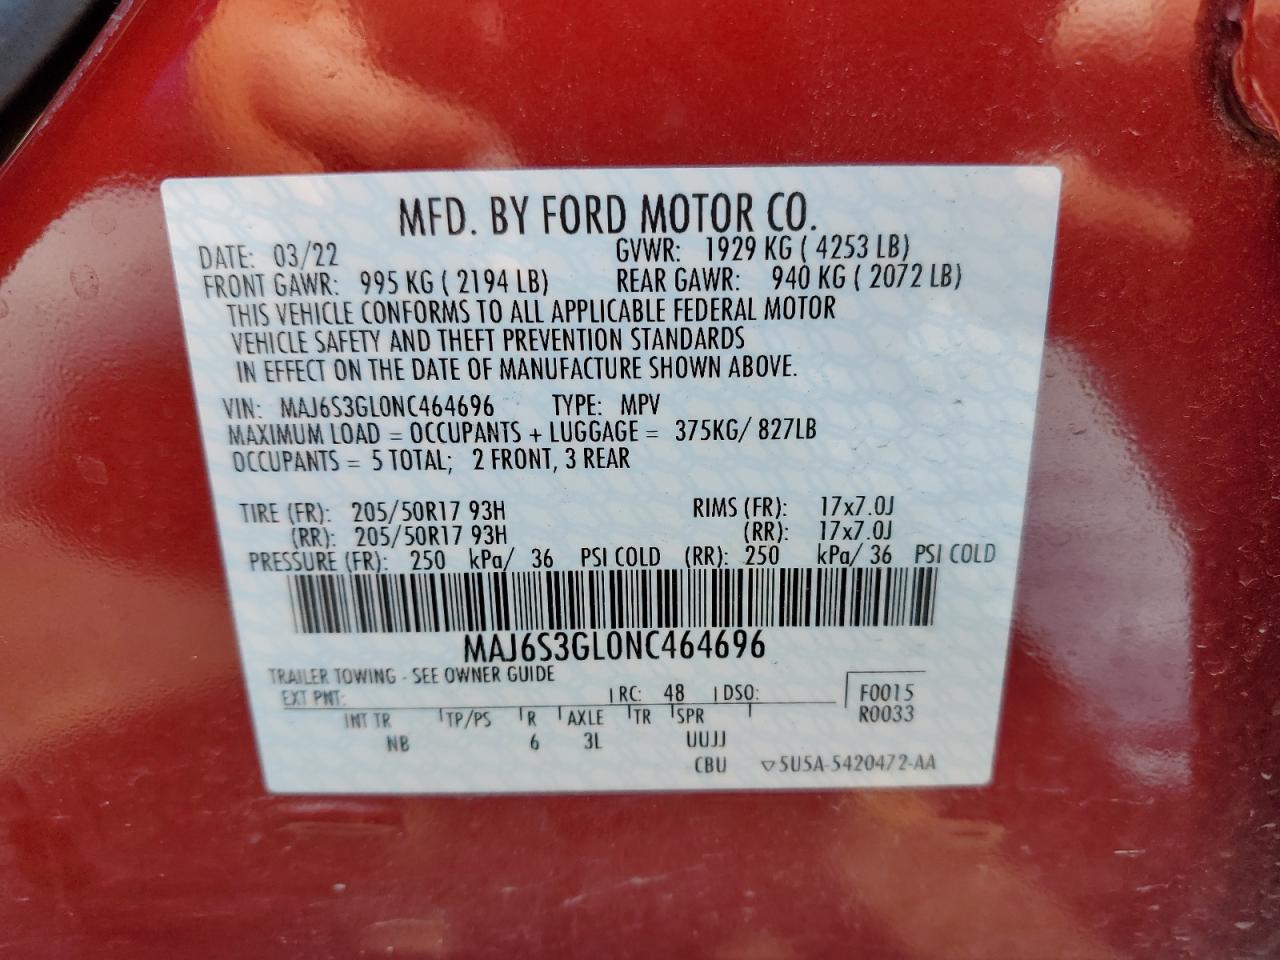 MFD. BY FORD MOTOR CO.
DATE: 03/22 GVWR: 1929 KG ( 4253 LB)
FRONT GAWR: 995 KG ( 2194 LB) REAR GAWR: 940 KG ( 2072 LB)
THIS VEHICLE CONFORMS TO ALL APPLICABLE FEDERAL MOTOR
VEHICLE SAFETY AND THEFT PREVENTION STANDARDS
IN EFFECT ON THE DATE OF MANUFACTURE SHOWN ABOVE.
VIN: MAJ6S3GL0NC464696 TYPE: MPV
MAXIMUM LOAD = OCCUPANTS + LUGGAGE = 375KG/ 827LB
OCCUPANTS = 5 TOTAL; 2 FRONT, 3 REAR
TIRE (FR): 205/50R17 93H RIMS (FR): 17x7.0J
(RR): 205/50R17 93H (RR): 17x7.0J
PRESSURE (FR): 250 kPa/ 36 PSI COLD (RR): 250 kPa/ 36 PSI COLD
MAJ6S3GL0NC464696
TRAILER TOWING - SEE OWNER GUIDE
EXT PNT: RC: 48 DSO: F0015
INT TR TP/PS R AXLE TR SPR R0033
NB 6 3L UUJJ
CBU ▽5U5A-5420472-AA